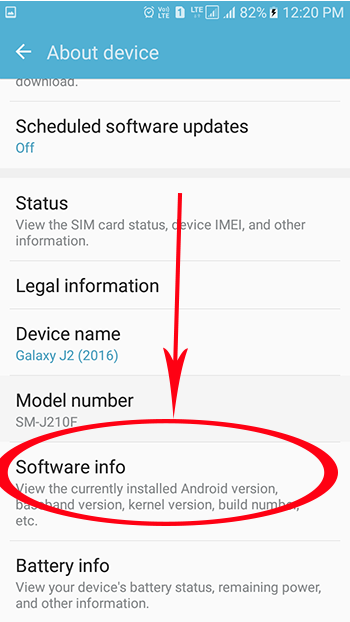 LTE 82% 12:20 PM
About device
download.
Scheduled software updates
Off
Status
View the SIM card status, device IMEI, and other
information.
Legal information
Device name
Galaxy J2 (2016)
Model number
SM-J210F
Software info
View the currently installed Android version,
baseband version, kernel version, build number,
etc.
Battery info
View your device's battery status, remaining power,
and other information.